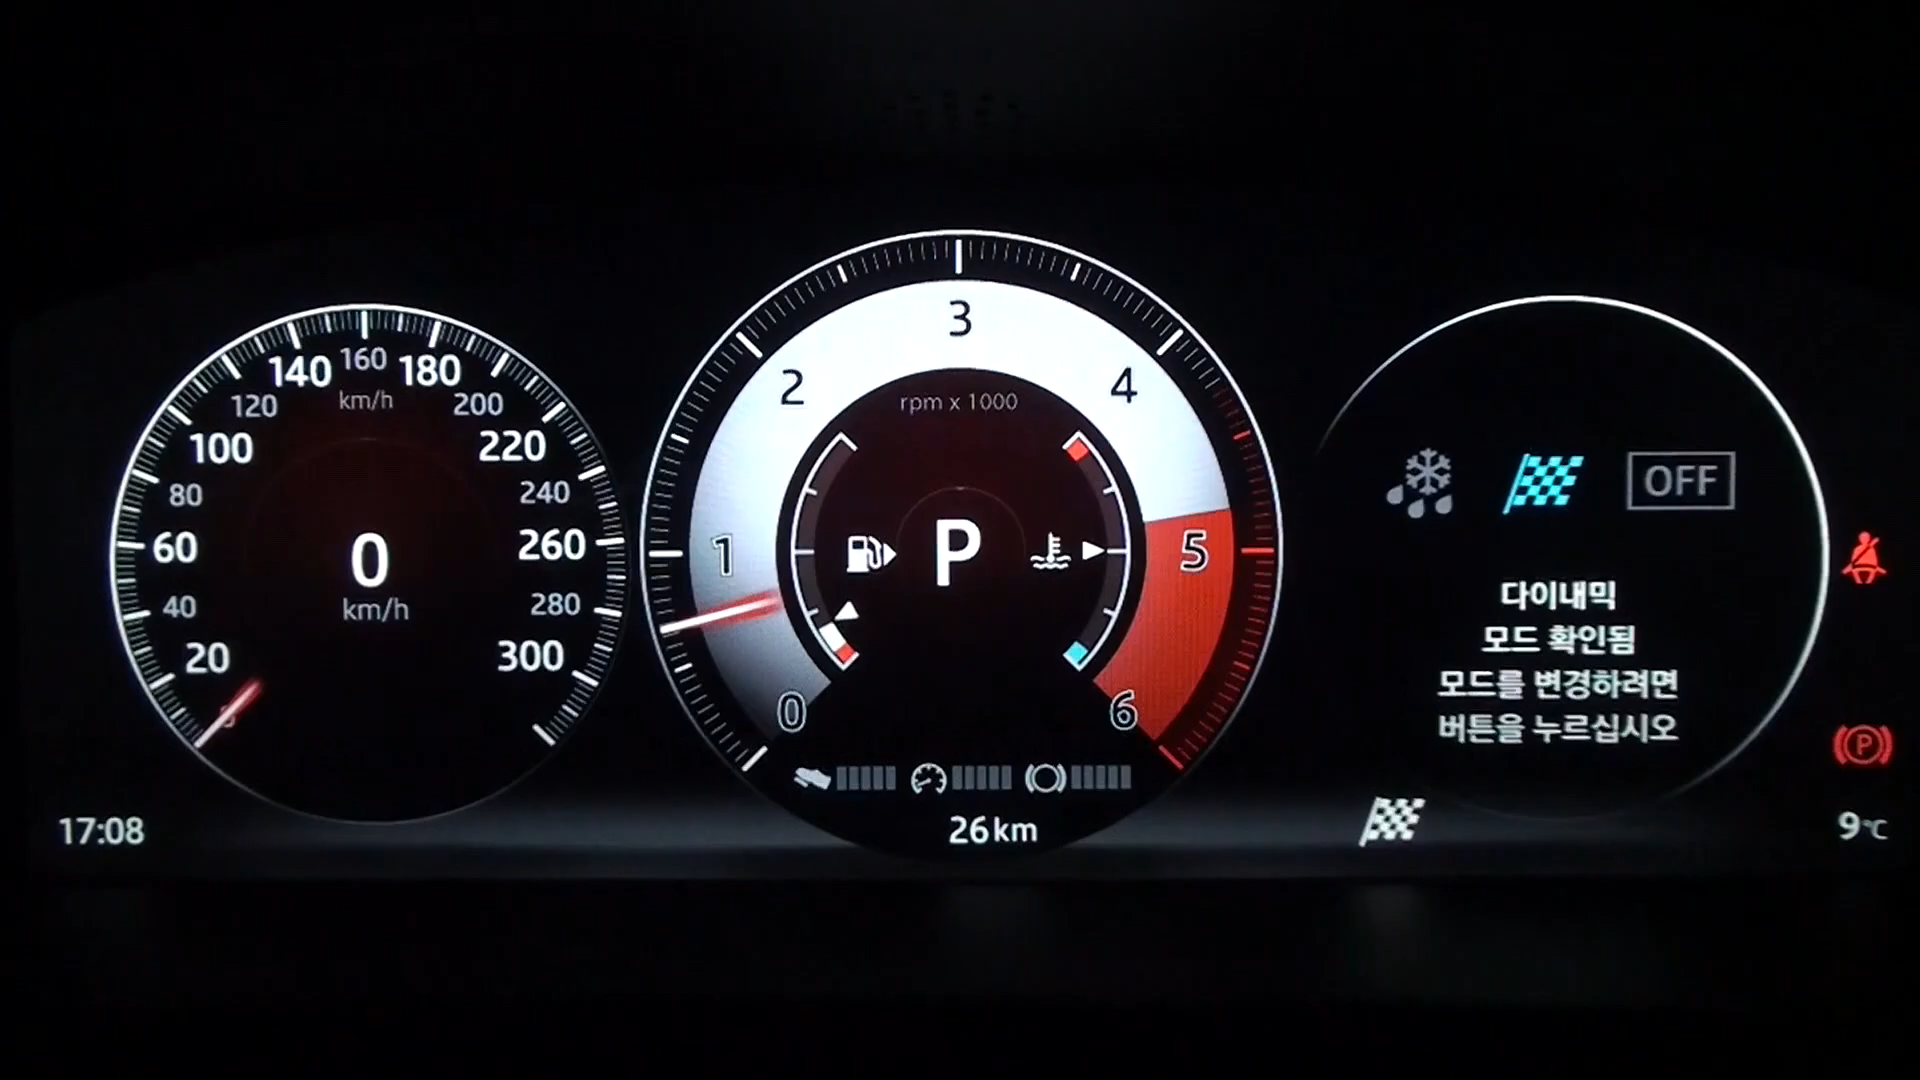 140 160 180
120 km/h 200
100 220
80 240
60 0 260
40 km/h 280
20 300
3
2 4
rpm x 1000
1 P 5
0 6
26km
OFF
다이내믹
모드 확인됨
모드를 변경하려면
버튼을 누르십시오
P
17:08
9°C